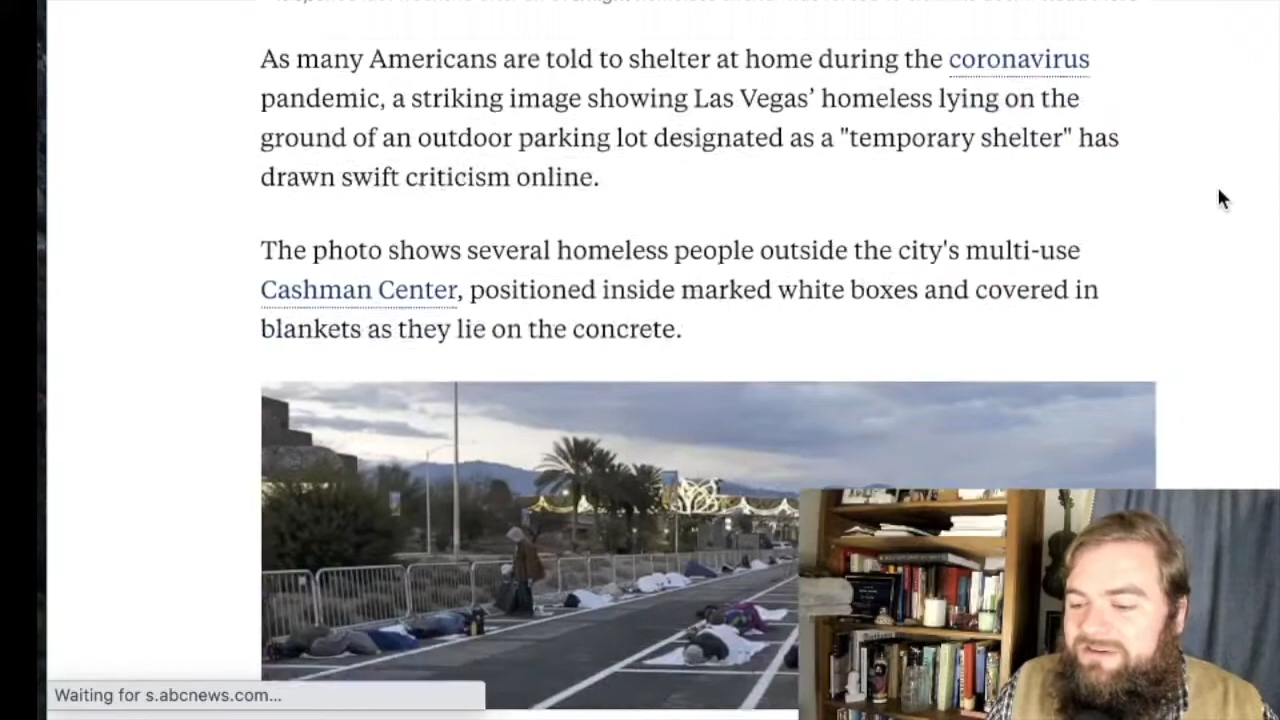 As many Americans are told to shelter at home during the coronavirus
pandemic, a striking image showing Las Vegas’ homeless lying on the
ground of an outdoor parking lot designated as a "temporary shelter" has
drawn swift criticism online.
The photo shows several homeless people outside the city's multi-use
Cashman Center, positioned inside marked white boxes and covered in
blankets as they lie on the concrete.
Waiting for s.abcnews.com...